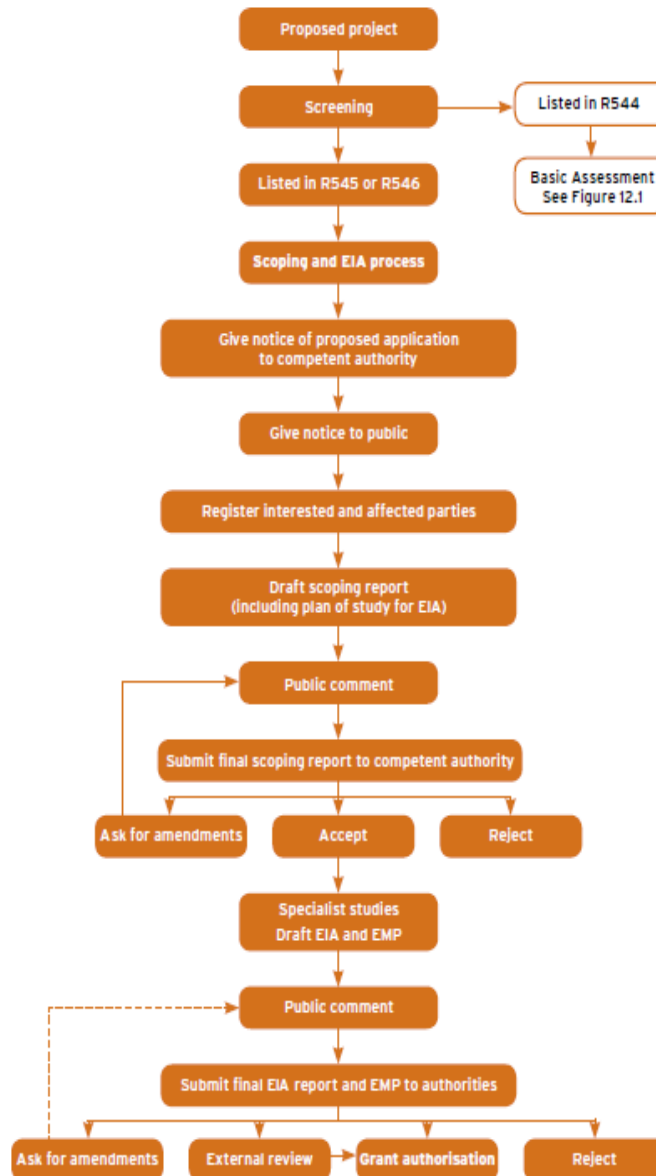 Proposed project
Screening
Listed in R544
Listed in R545 or R546
Basic Assessment
See Figure 12.1
Scoping and EIA process
Give notice of proposed application
to competent authority
Give notice to public
Register interested and affected parties
Draft scoping report
(including plan of study for EIA)
Public comment
Submit final scoping report to competent authority
Ask for amendments
Accept
Reject
Specialist studies
Draft EIA and EMP
Public comment
Submit final EIA report and EMP to authorities
Ask for amendments
External review
Grant authorisation
Reject